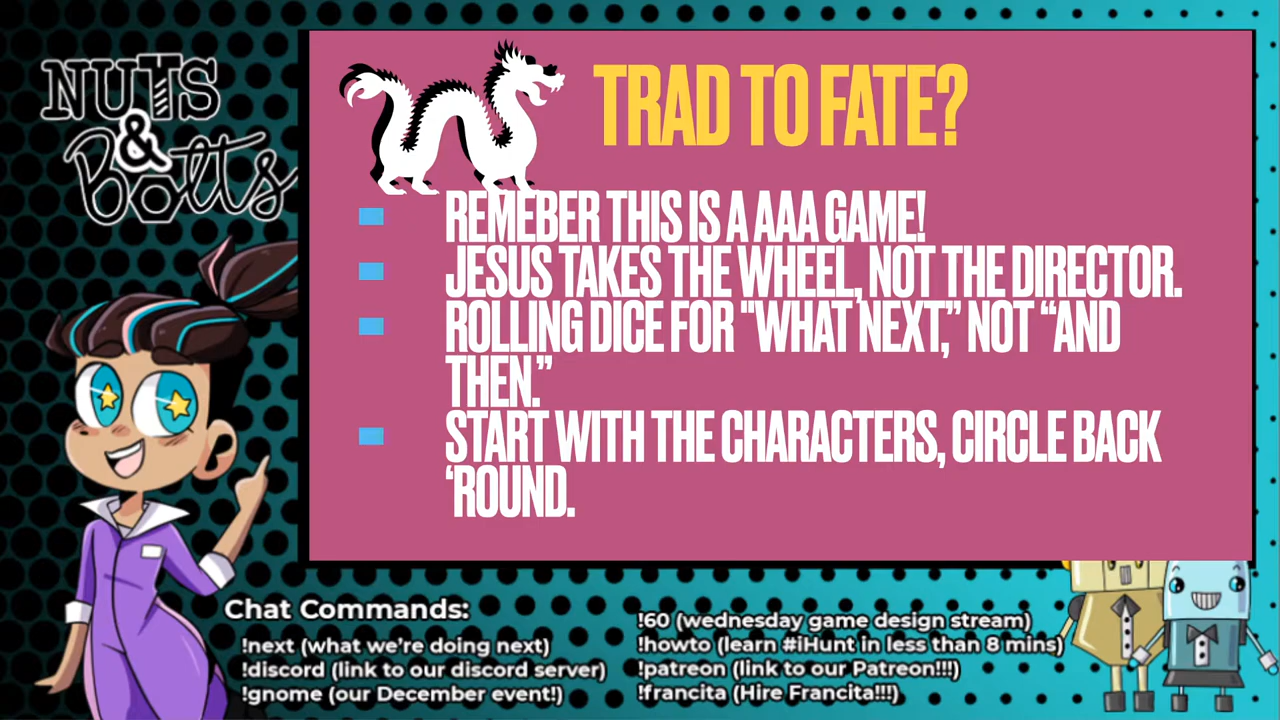 NUTS
&
Bolts
TRAD TO FATE?
REMEBER THIS IS A AAA GAME!
JESUS TAKES THE WHEEL, NOT THE DIRECTOR.
ROLLING DICE FOR "WHAT NEXT,” NOT “AND
THEN.”
START WITH THE CHARACTERS, CIRCLE BACK
‘ROUND.
Chat Commands:
!next (what we’re doing next)
!discord (link to our discord server)
!gnome (our December event!)
!60 (wednesday game design stream)
!howto (learn #iHunt in less than 8 mins)
!patreon (link to our Patreon!!!)
!francita (Hire Francita!!!)